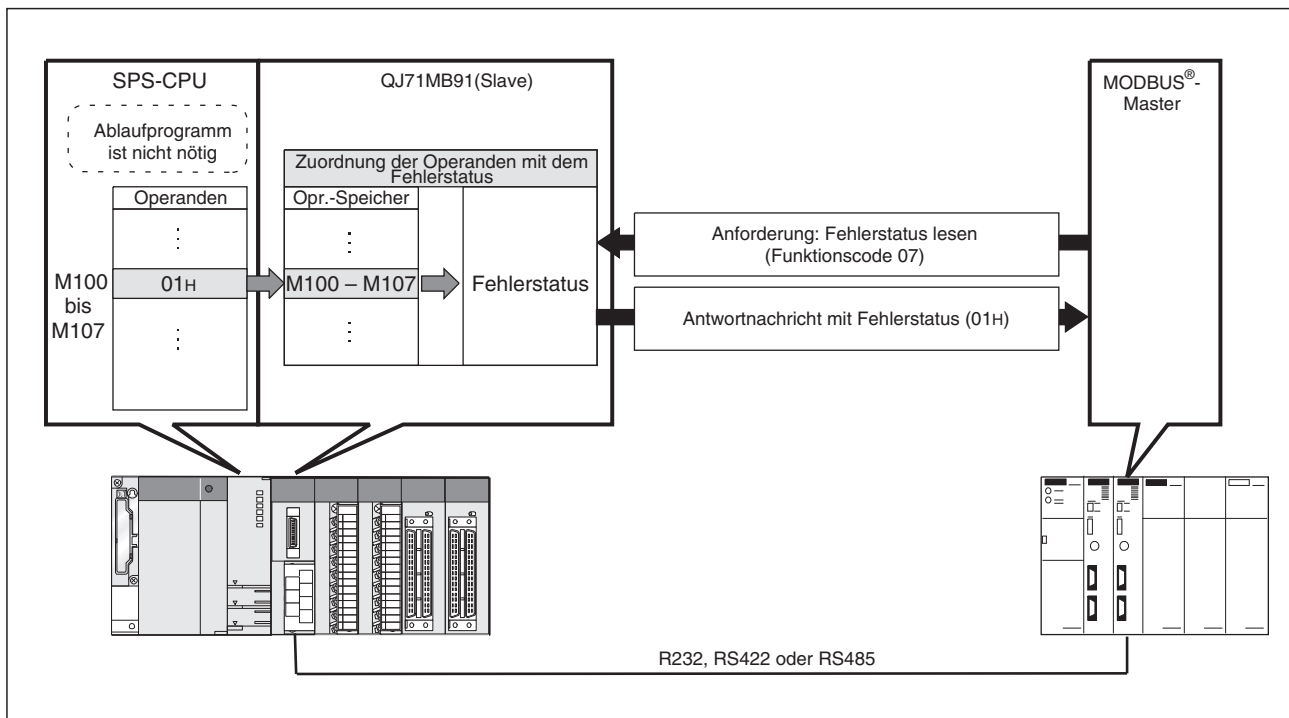 SPS-CPU
Ablaufprogramm
ist nicht nötig
Operanden
M100
bis
M107
01H
QJ71MB91(Slave)
Zuordnung der Operanden mit dem
Fehlerstatus
Opr.-Speicher
M100 – M107
Fehlerstatus
Anforderung: Fehlerstatus lesen
(Funktionscode 07)
Antwortnachricht mit Fehlerstatus (01H)
MODBUS®-
Master
R232, RS422 oder RS485